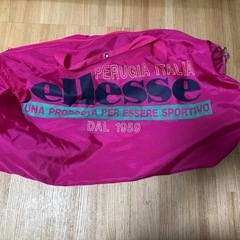 PERUGIA ITALIA
ellesse
UNA PROPOSTA PER ESSERE SPORTIVO
DAL 1959